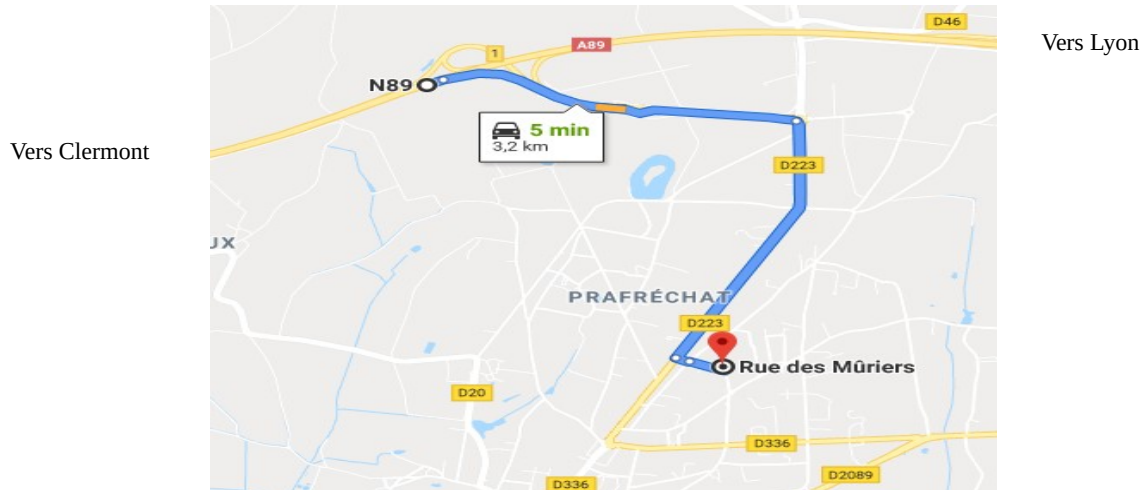 D46
Vers Lyon
A89
1
N89
5 min
3,2 km
Vers Clermont
D223
UX
PRAFRÉCHAT
D223
Rue des Mûriers
D20
D336
D2089
D336